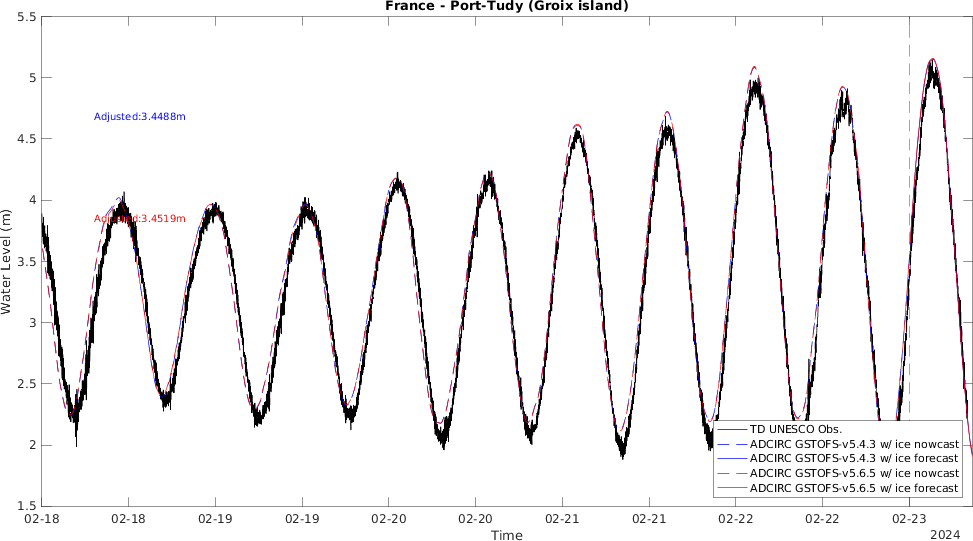 France - Port-Tudy (Groix island)
5.5
5
4.5
4
3.5
3
2.5
2
1.5
Water Level (m)
Adjusted:3.4488m
Adjusted:3.4519m
TD UNESCO Obs.
ADCIRC GSTOFS-v5.4.3 w/ ice nowcast
ADCIRC GSTOFS-v5.4.3 w/ ice forecast
ADCIRC GSTOFS-v5.6.5 w/ ice nowcast
ADCIRC GSTOFS-v5.6.5 w/ ice forecast
02-18 02-18 02-19 02-19 02-20 02-20 02-21 02-21 02-22 02-22 02-23
Time
2024